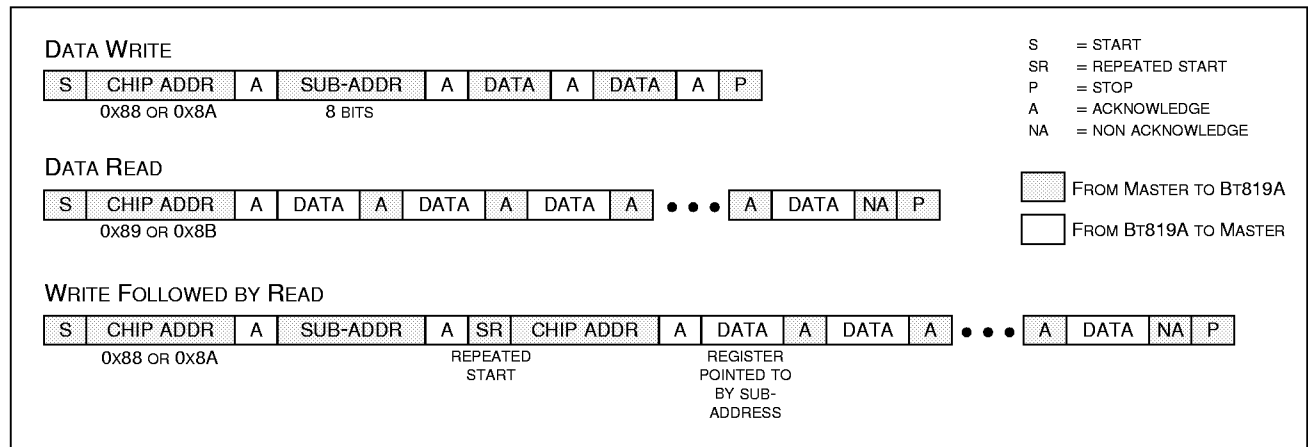 DATA WRITE
S CHIP ADDR A SUB-ADDR A DATA A DATA A P
0X88 OR 0X8A 8 BITS
S = START
SR = REPEATED START
P = STOP
A = ACKNOWLEDGE
NA = NON ACKNOWLEDGE
DATA READ
S CHIP ADDR A DATA A DATA A DATA A ● ● ● A DATA NA P
0X89 OR 0X8B
FROM MASTER TO BT819A
FROM BT819A TO MASTER
WRITE FOLLOWED BY READ
S CHIP ADDR A SUB-ADDR A SR CHIP ADDR A DATA A DATA A ● ● ● A DATA NA P
0X88 OR 0X8A
REPEATED
START
REGISTER
POINTED TO
BY SUB-
ADDRESS